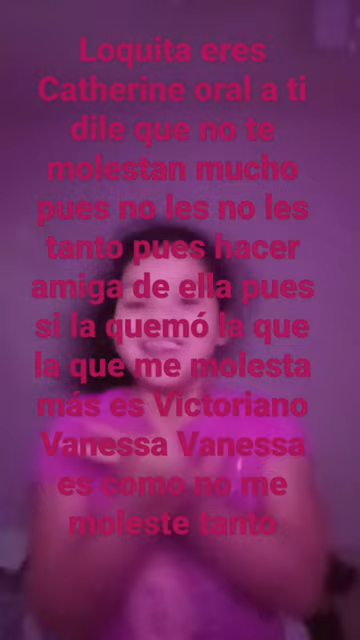 Loquita eres
Catherine oral a ti
dile que no te
molestan mucho
pues no les no les
tanto pues hacer
amiga de ella pues
si la quemó la que
la que me molesta
más es Victoriano
Vanessa Vanessa
es como no me
moleste tanto